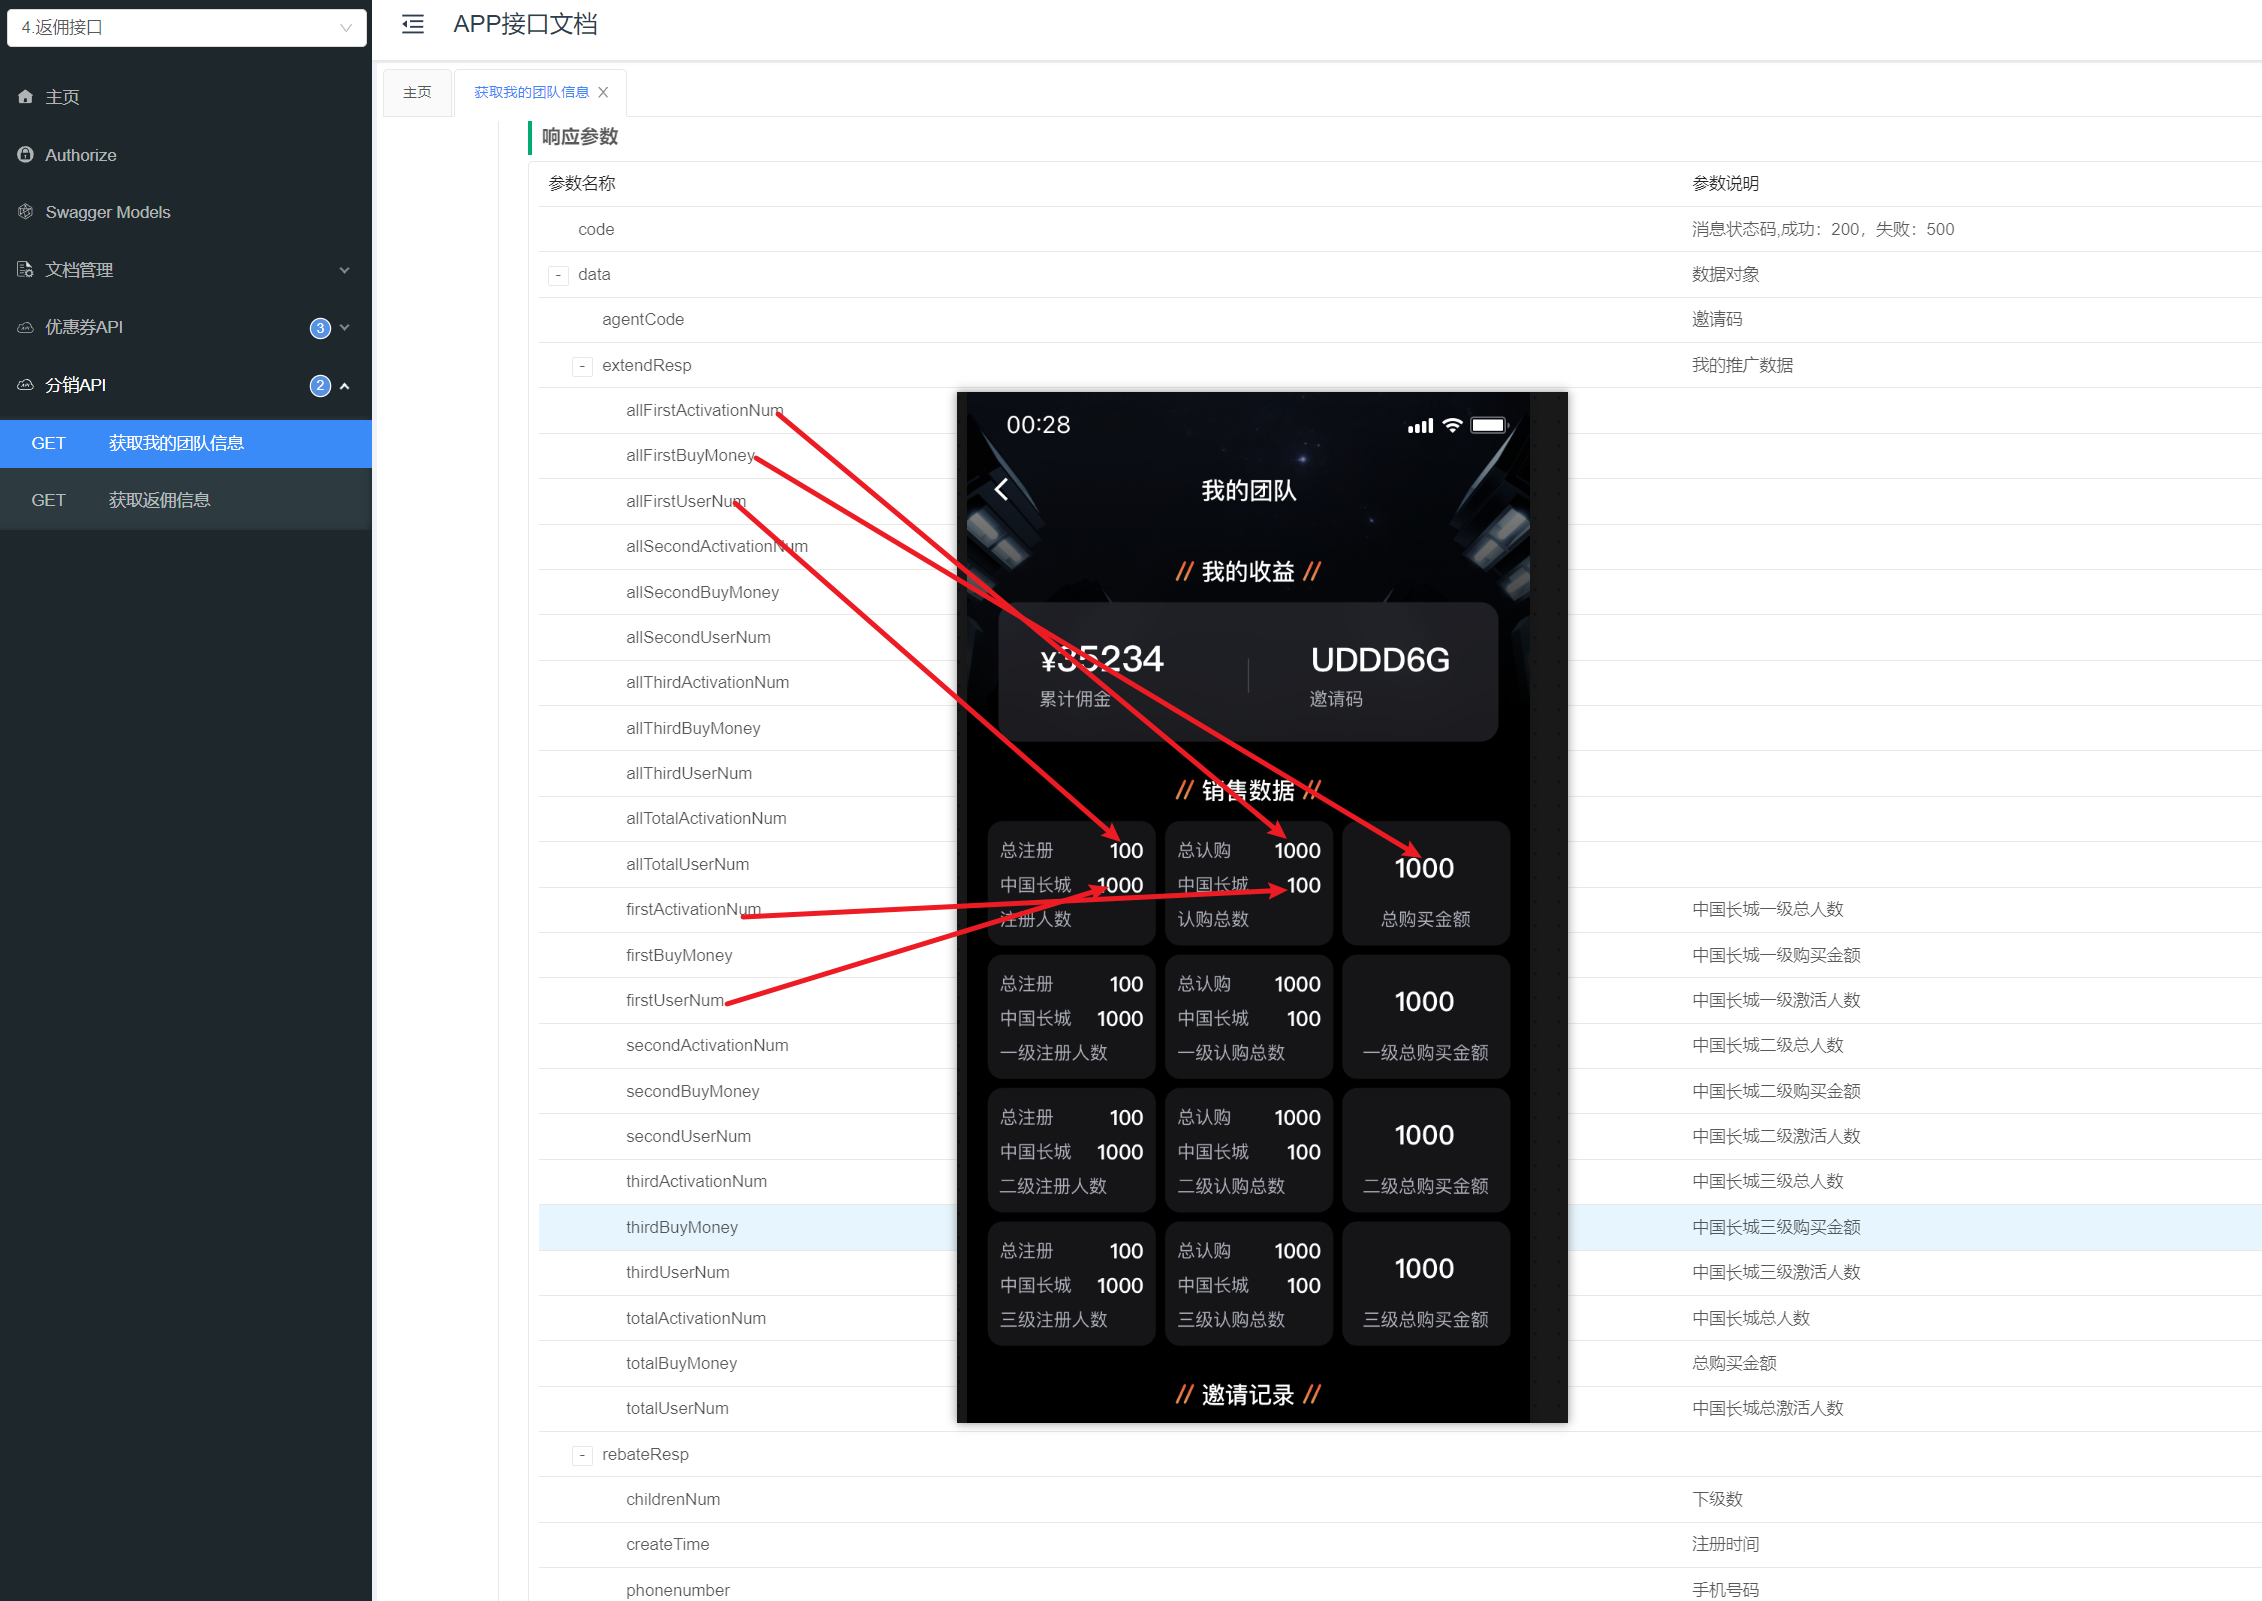 4.返佣接口
APP接口文档
主页
Authorize
Swagger Models
文档管理
优惠券API
3
分销API
2
GET 获取我的团队信息
GET 获取返佣信息
主页
获取我的团队信息
响应参数
参数名称 参数说明
code 消息状态码,成功：200，失败：500
- data 数据对象
agentCode 邀请码
- extendResp 我的推广数据
allFirstActivationNum
allFirstBuyMoney
allFirstUserNum
allSecondActivationNum
allSecondBuyMoney
allSecondUserNum
allThirdActivationNum
allThirdBuyMoney
allThirdUserNum
allTotalActivationNum
allTotalUserNum
firstActivationNum 中国长城一级总人数
firstBuyMoney 中国长城一级购买金额
firstUserNum 中国长城一级激活人数
secondActivationNum 中国长城二级总人数
secondBuyMoney 中国长城二级购买金额
secondUserNum 中国长城二级激活人数
thirdActivationNum 中国长城三级总人数
thirdBuyMoney 中国长城三级购买金额
thirdUserNum 中国长城三级激活人数
totalActivationNum 中国长城总人数
totalBuyMoney 总购买金额
totalUserNum 中国长城总激活人数
- rebateResp
childrenNum 下级数
createTime 注册时间
phonenumber 手机号码
00:28
我的团队
// 我的收益 //
¥35234 UDDD6G
累计佣金 邀请码
// 销售数据 //
总注册 100 总认购 1000 1000
中国长城 1000 中国长城 100
注册人数 认购总数 总购买金额
总注册 100 总认购 1000 1000
中国长城 1000 中国长城 100
一级注册人数 一级认购总数 一级总购买金额
总注册 100 总认购 1000 1000
中国长城 1000 中国长城 100
二级注册人数 二级认购总数 二级总购买金额
总注册 100 总认购 1000 1000
中国长城 1000 中国长城 100
三级注册人数 三级认购总数 三级总购买金额
// 邀请记录 //